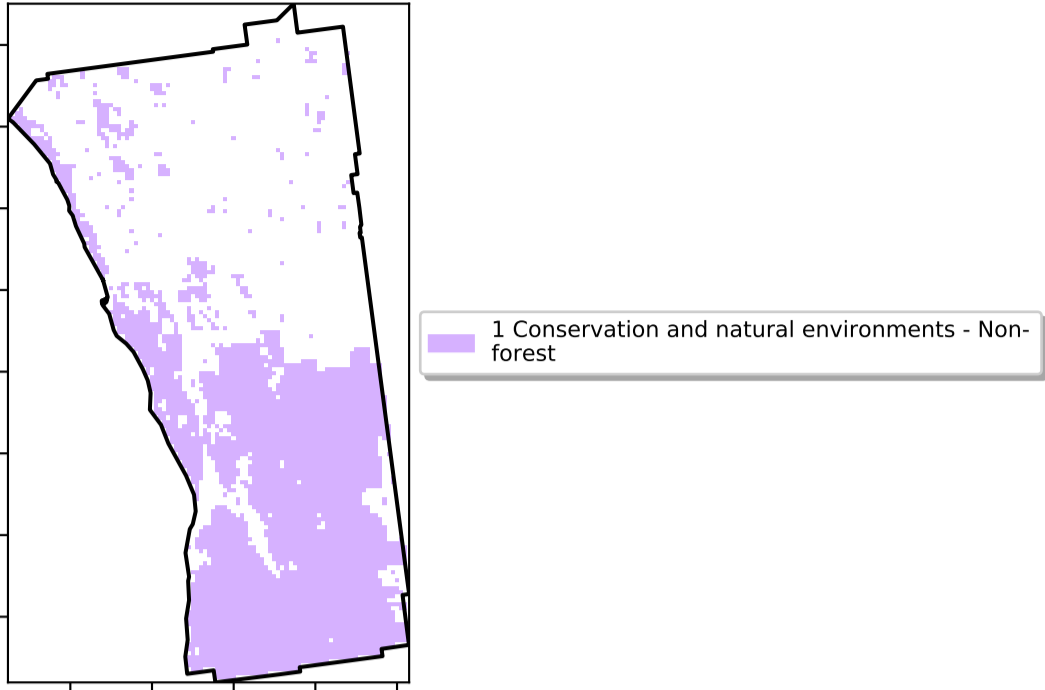 1 Conservation and natural environments - Non-
forest